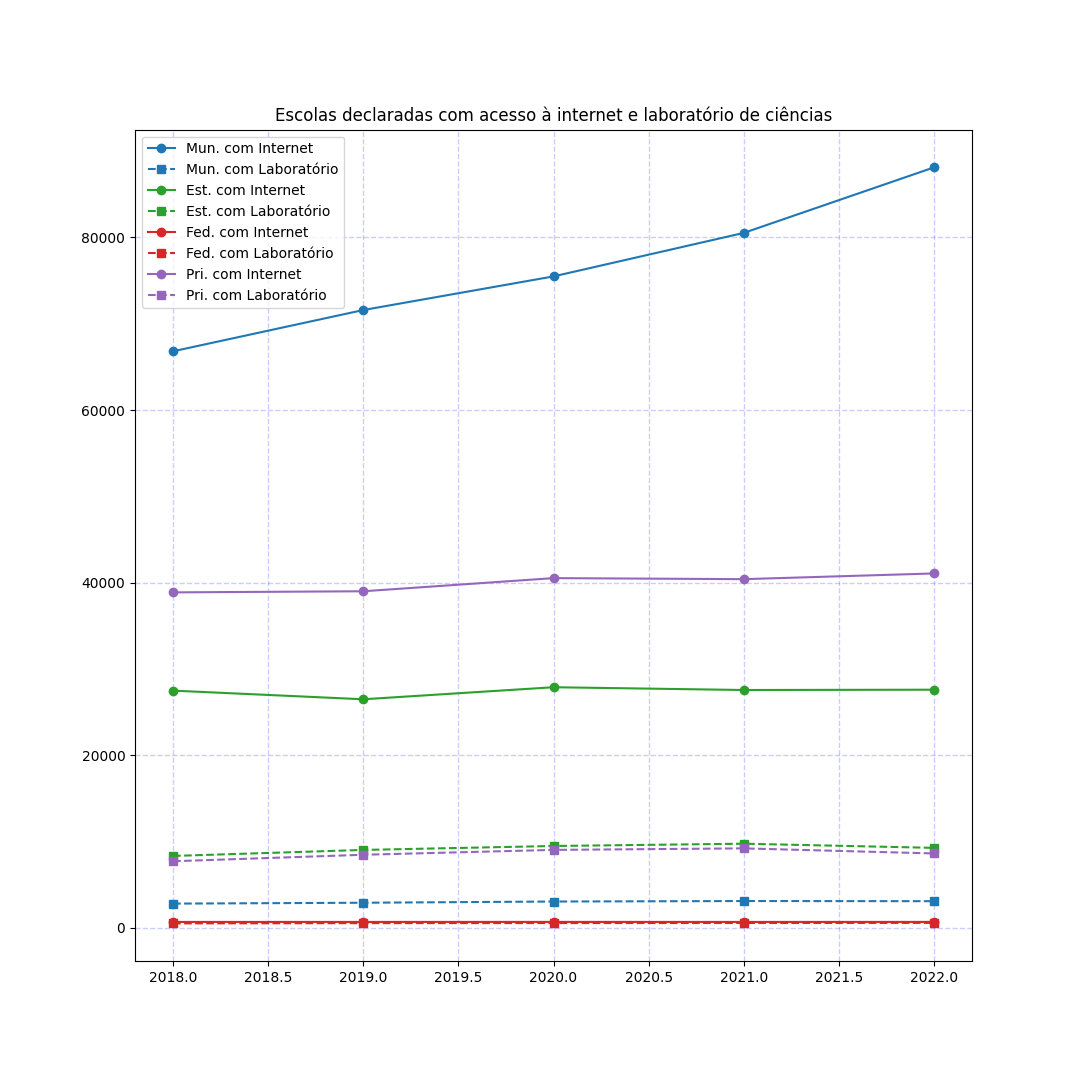 Escolas declaradas com acesso à internet e laboratório de ciências
Mun. com Internet
Mun. com Laboratório
Est. com Internet
Est. com Laboratório
Fed. com Internet
Fed. com Laboratório
Pri. com Internet
Pri. com Laboratório
80000
60000
40000
20000
0
2018.0 2018.5 2019.0 2019.5 2020.0 2020.5 2021.0 2021.5 2022.0